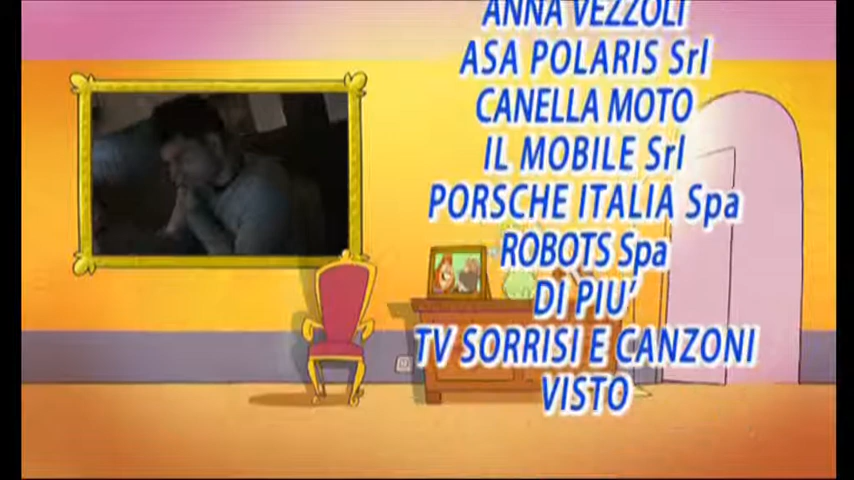 ANNA VEZZOLI
ASA POLARIS Srl
CANELLA MOTO
IL MOBILE Srl
PORSCHE ITALIA Spa
ROBOTS Spa
DI PIU'
TV SORRISI E CANZONI
VISTO